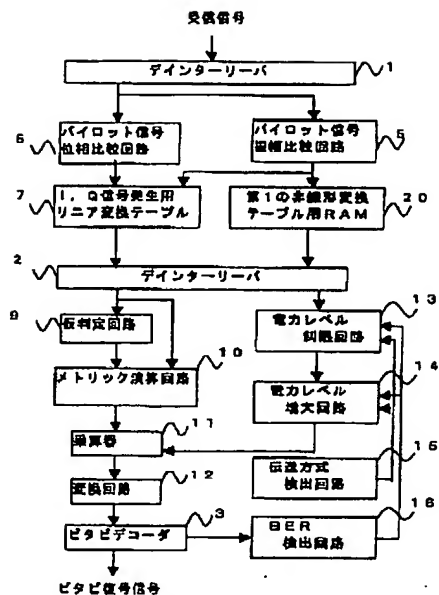 受信信号
デインターリーバ
1
パイロット信号
位相比較回路
6
パイロット信号
振幅比較回路
5
I，Q信号発生用
リニア変換テーブル
7
第1の非線形変換
テーブル用RAM
20
2
デインターリーバ
9
仮判定回路
電力レベル
制限回路
13
メトリック演算回路
10
電力レベル
増大回路
14
乗算器
11
伝送方式
検出回路
15
変換回路
12
ビタビデコーダ
3
BER
検出回路
16
ビタビ復号信号